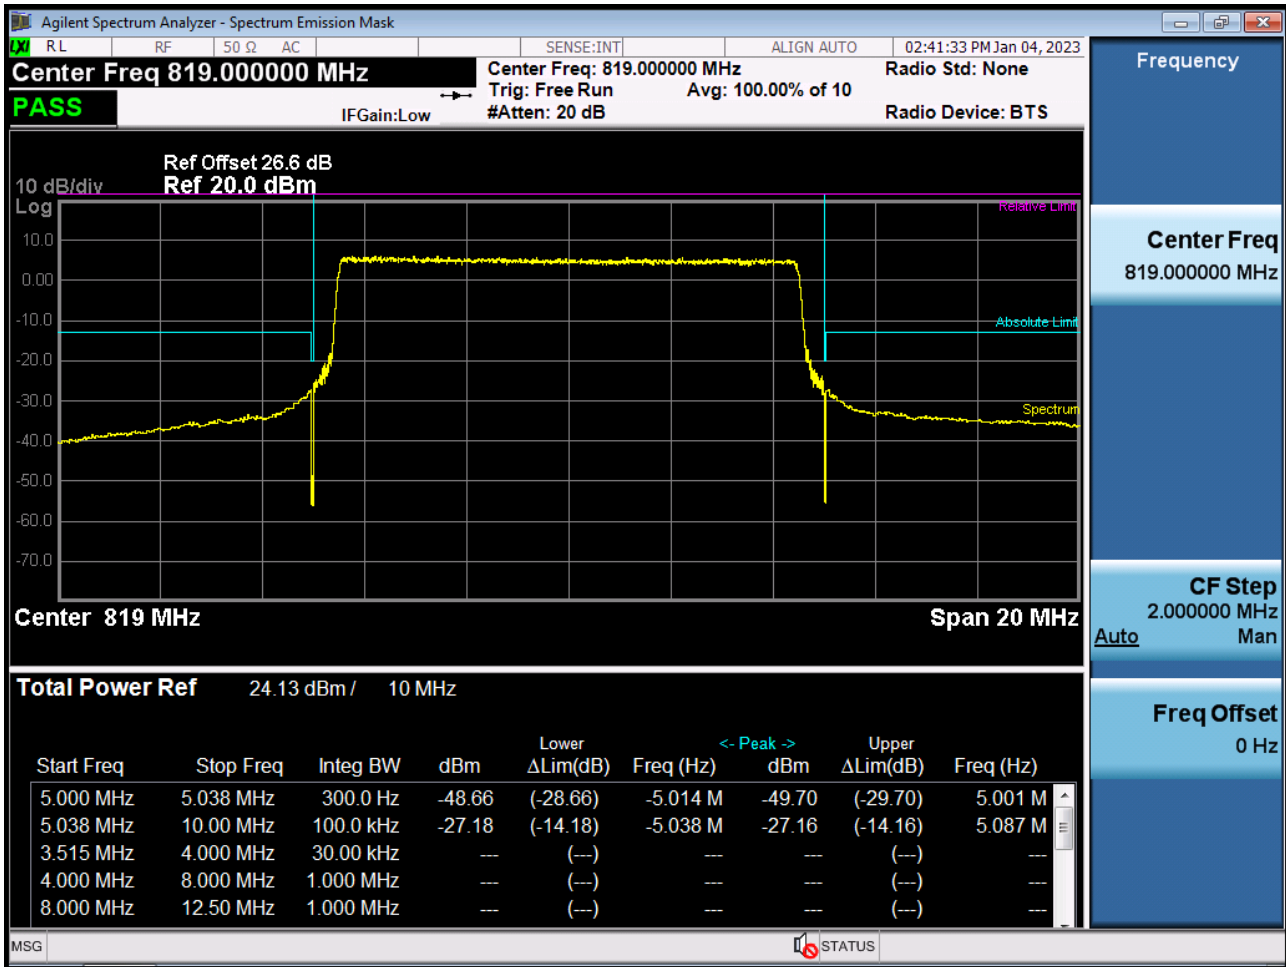 Agilent Spectrum Analyzer - Spectrum Emission Mask
LXI RL RF 50 Ω AC SENSE:INT ALIGN AUTO 02:41:33 PM Jan 04, 2023
Center Freq 819.000000 MHz
Center Freq: 819.000000 MHz Radio Std: None
Trig: Free Run Avg: 100.00% of 10
PASS
IFGain:Low #Atten: 20 dB Radio Device: BTS
Ref Offset 26.6 dB
10 dB/div Ref 20.0 dBm
Log
Relative Limit
10.0
0.00
-10.0
Absolute Limit
-20.0
-30.0
Spectrum
-40.0
-50.0
-60.0
-70.0
Center 819 MHz Span 20 MHz
Total Power Ref 24.13 dBm / 10 MHz
Lower <- Peak -> Upper
Start Freq Stop Freq Integ BW dBm ΔLim(dB) Freq (Hz) dBm ΔLim(dB) Freq (Hz)
5.000 MHz 5.038 MHz 300.0 Hz -48.66 (-28.66) -5.014 M -49.70 (-29.70) 5.001 M
5.038 MHz 10.00 MHz 100.0 kHz -27.18 (-14.18) -5.038 M -27.16 (-14.16) 5.087 M
3.515 MHz 4.000 MHz 30.00 kHz --- (---) --- --- (---) ---
4.000 MHz 8.000 MHz 1.000 MHz --- (---) --- --- (---) ---
8.000 MHz 12.50 MHz 1.000 MHz --- (---) --- --- (---) ---
MSG STATUS
Frequency
Center Freq
819.000000 MHz
CF Step
2.000000 MHz
Auto Man
Freq Offset
0 Hz